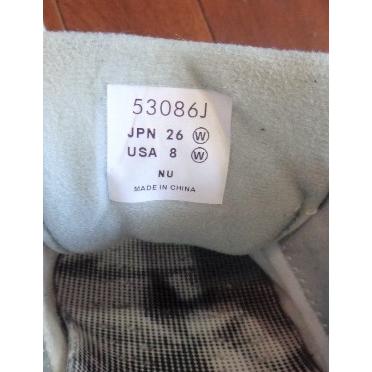 53086J
JPN 26 Ⓦ
USA 8 Ⓦ
NU
MADE IN CHINA